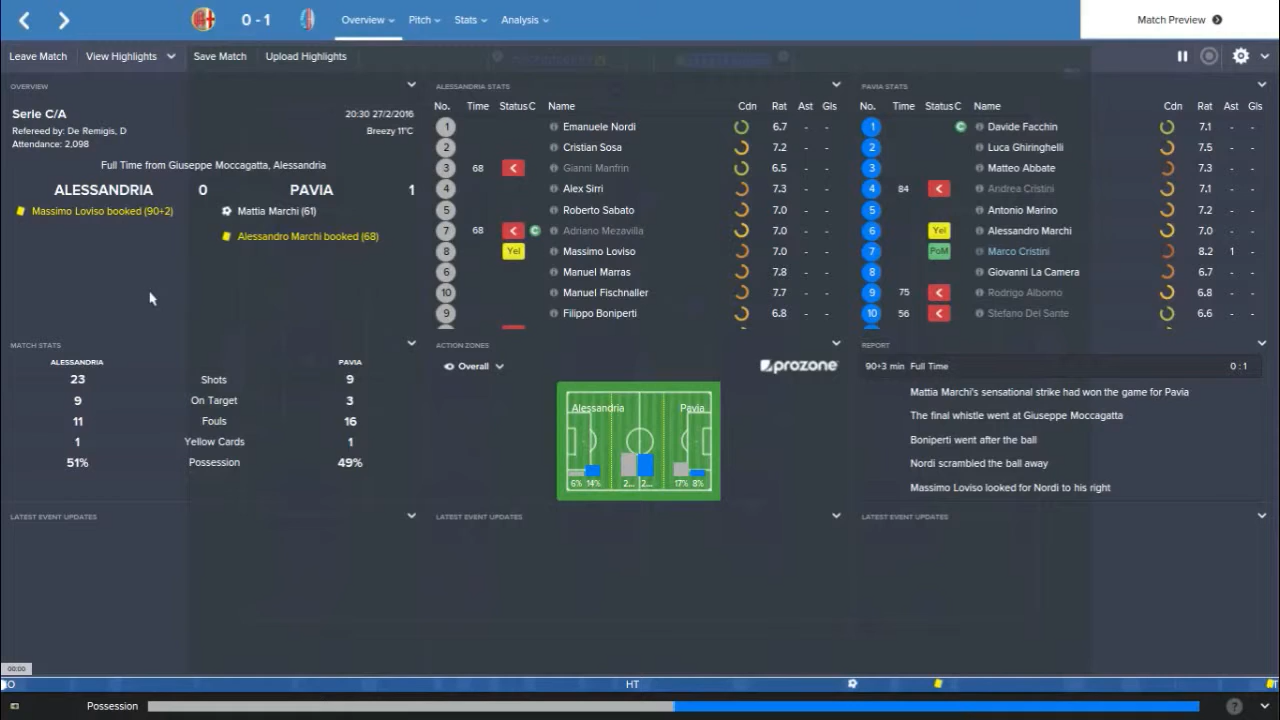 0 - 1
Overview
Pitch
Stats
Analysis
Match Preview
Leave Match
View Highlights
Save Match
Upload Highlights
OVERVIEW
Serie C/A
20:30 27/2/2016
Refereed by: De Remigis, D
Breezy 11°C
Attendance: 2,098
Full Time from Giuseppe Moccagatta, Alessandria
ALESSANDRIA 0 PAVIA 1
Massimo Loviso booked (90+2)
Mattia Marchi (61)
Alessandro Marchi booked (68)
ALESSANDRIA STATS
No. Time Status C Name Cdn Rat Ast Gls
1 Emanuele Nordi 6.7 - -
2 Cristian Sosa 7.2 - -
3 68 Gianni Manfrin 6.5 - -
4 Alex Sirri 7.3 - -
5 Roberto Sabato 7.0 - -
7 68 C Adriano Mezavilla 7.0 - -
8 Yel Massimo Loviso 7.0 - -
6 Manuel Marras 7.8 - -
10 Manuel Fischnaller 7.7 - -
9 Filippo Boniperti 6.8 - -
PAVIA STATS
No. Time Status C Name Cdn Rat Ast Gls
1 C Davide Facchin 7.1 - -
2 Luca Ghiringhelli 7.5 - -
3 Matteo Abbate 7.3 - -
4 84 Andrea Cristini 7.1 - -
5 Antonio Marino 7.2 - -
6 Yel Alessandro Marchi 7.0 - -
7 PoM Marco Cristini 8.2 1 -
8 Giovanni La Camera 6.7 - -
9 75 Rodrigo Alborno 6.8 - -
10 56 Stefano Del Sante 6.6 - -
MATCH STATS
ALESSANDRIA PAVIA
23 Shots 9
9 On Target 3
11 Fouls 16
1 Yellow Cards 1
51% Possession 49%
ACTION ZONES
Overall
prozone
Alessandria Pavia
6% 14% 2... 2... 17% 8%
REPORT
90+3 min Full Time 0 : 1
Mattia Marchi's sensational strike had won the game for Pavia
The final whistle went at Giuseppe Moccagatta
Boniperti went after the ball
Nordi scrambled the ball away
Massimo Loviso looked for Nordi to his right
LATEST EVENT UPDATES
LATEST EVENT UPDATES
LATEST EVENT UPDATES
00:00
HT
Possession
?